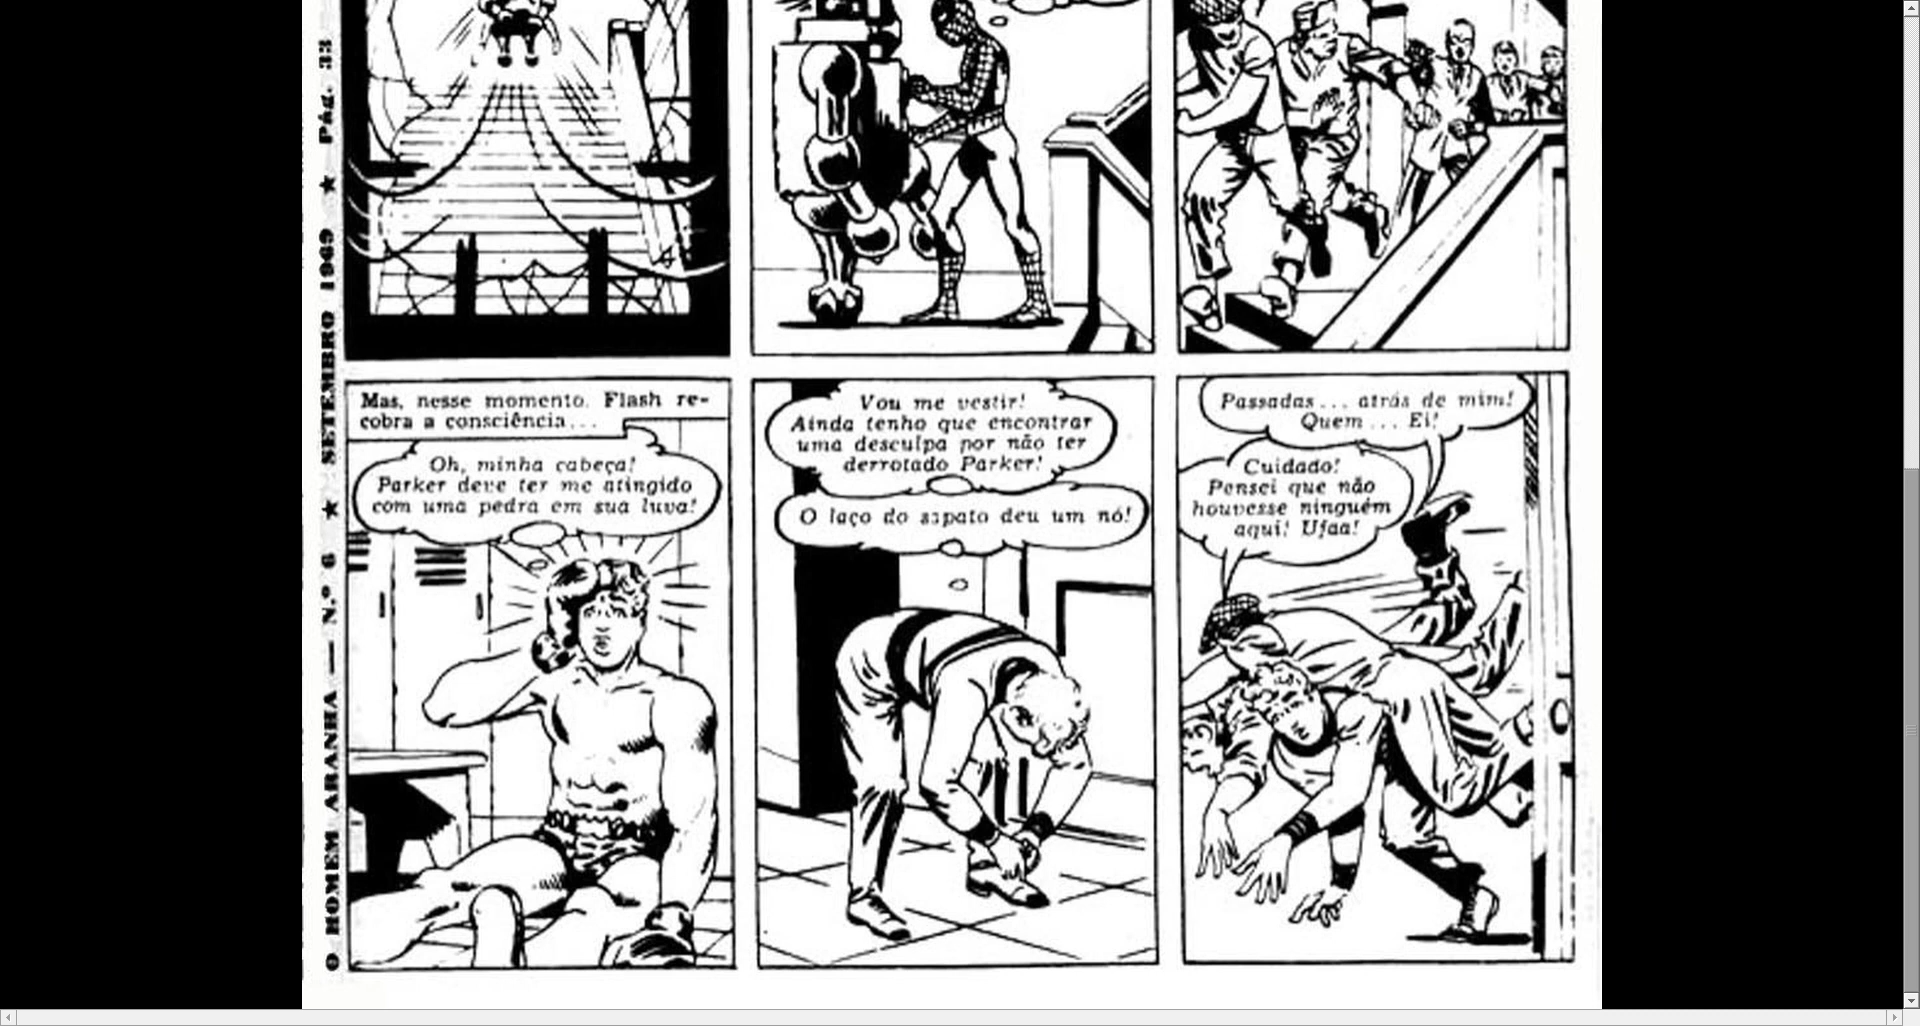 O HOMEM ARANHA — N.º 6 ★ SETEMBRO 1969 ★ Pág. 33
Mas, nesse momento, Flash re-
cobra a consciência...
Oh, minha cabeça!
Parker deve ter me atingido
com uma pedra em sua luva!
Vou me vestir!
Ainda tenho que encontrar
uma desculpa por não ter
derrotado Parker!
O laço do sapato deu um nó!
Passadas... atrás de mim!
Quem... Ei!
Cuidado!
Pensei que não
houvesse ninguém
aqui! Ufaa!